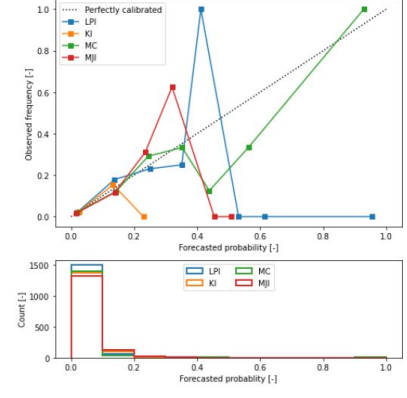 Perfectly calibrated
LPI
KI
MC
MJI
1.0
0.8
0.6
0.4
0.2
0.0
Observed frequency [-]
0.0 0.2 0.4 0.6 0.8 1.0
Forecasted probability [-]
LPI MC
KI MJI
1500
1000
500
0
Count [-]
0.0 0.2 0.4 0.6 0.8 1.0
Forecasted probablity [-]